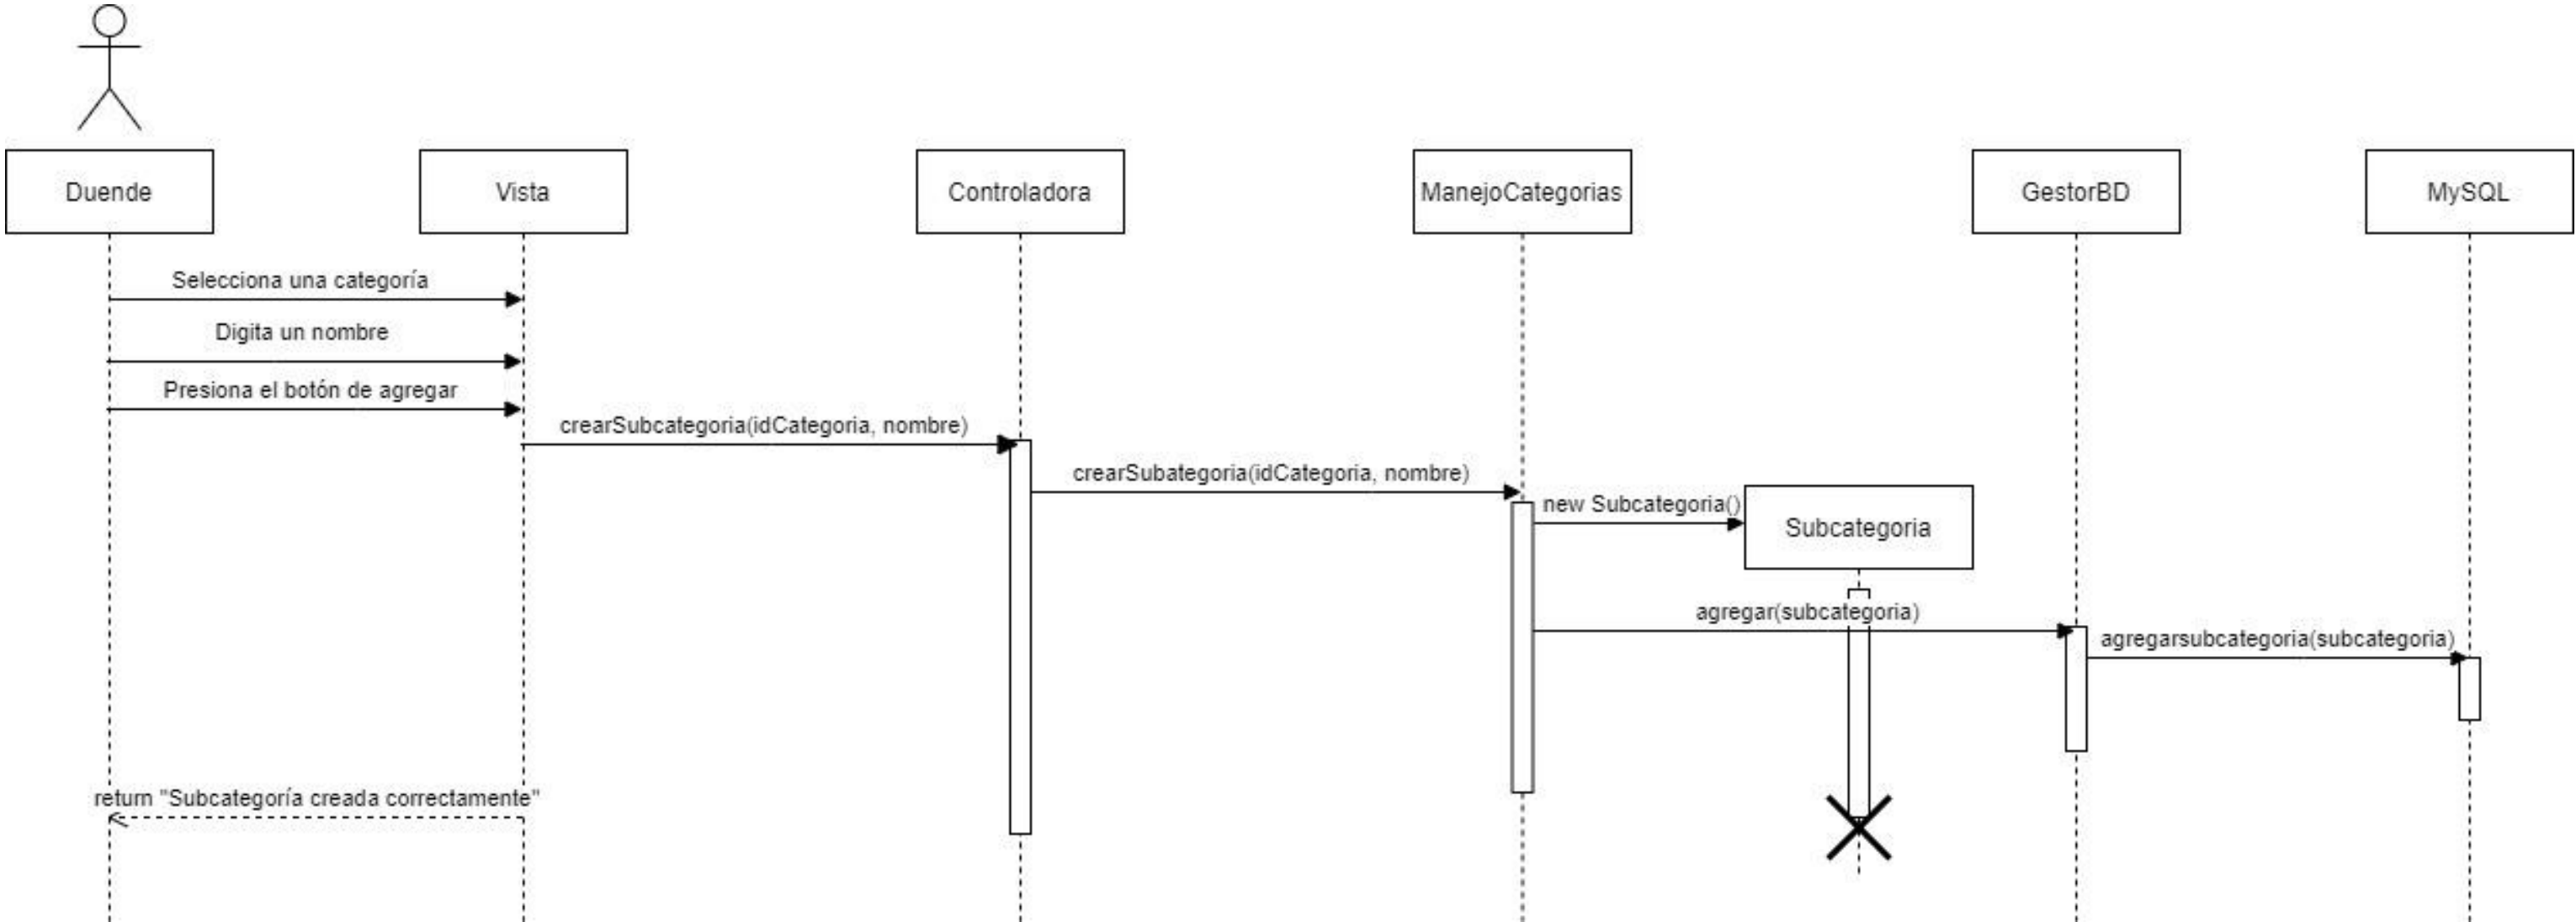 Duende
Vista
Controladora
ManejoCategorias
GestorBD
MySQL
Selecciona una categoría
Digita un nombre
Presiona el botón de agregar
crearSubcategoria(idCategoria, nombre)
crearSubategoria(idCategoria, nombre)
new Subcategoria()
Subcategoria
agregar(subcategoria)
agregarsubcategoria(subcategoria)
return "Subcategoría creada correctamente"